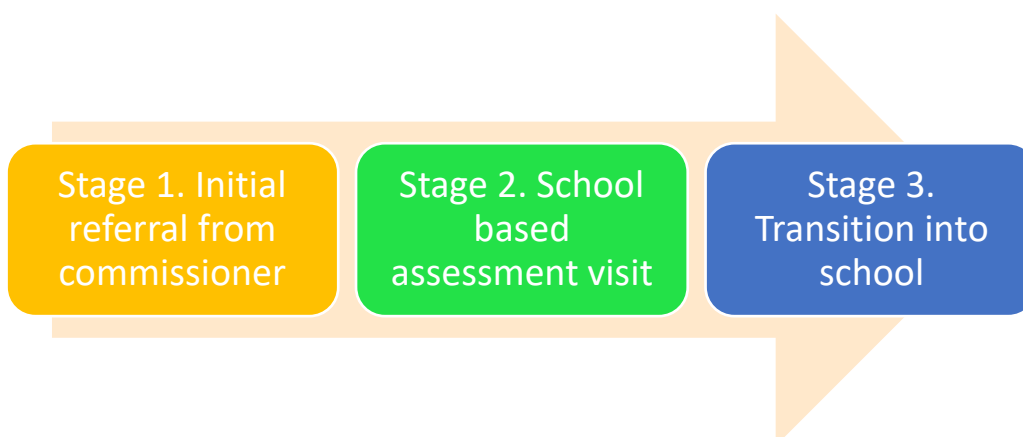 Stage 1. Initial
referral from
commissioner
Stage 2. School
based
assessment visit
Stage 3.
Transition into
school